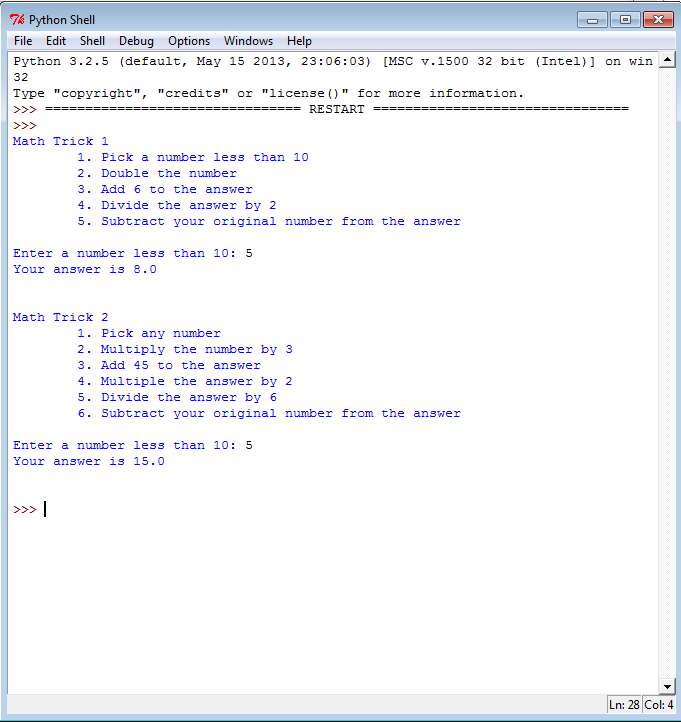 Python Shell
File Edit Shell Debug Options Windows Help
Python 3.2.5 (default, May 15 2013, 23:06:03) [MSC v.1500 32 bit (Intel)] on win
32
Type "copyright", "credits" or "license()" for more information.
>>> ================================ RESTART ================================
>>>
Math Trick 1
1. Pick a number less than 10
2. Double the number
3. Add 6 to the answer
4. Divide the answer by 2
5. Subtract your original number from the answer
Enter a number less than 10: 5
Your answer is 8.0
Math Trick 2
1. Pick any number
2. Multiply the number by 3
3. Add 45 to the answer
4. Multiple the answer by 2
5. Divide the answer by 6
6. Subtract your original number from the answer
Enter a number less than 10: 5
Your answer is 15.0
>>>
Ln: 28 Col: 4